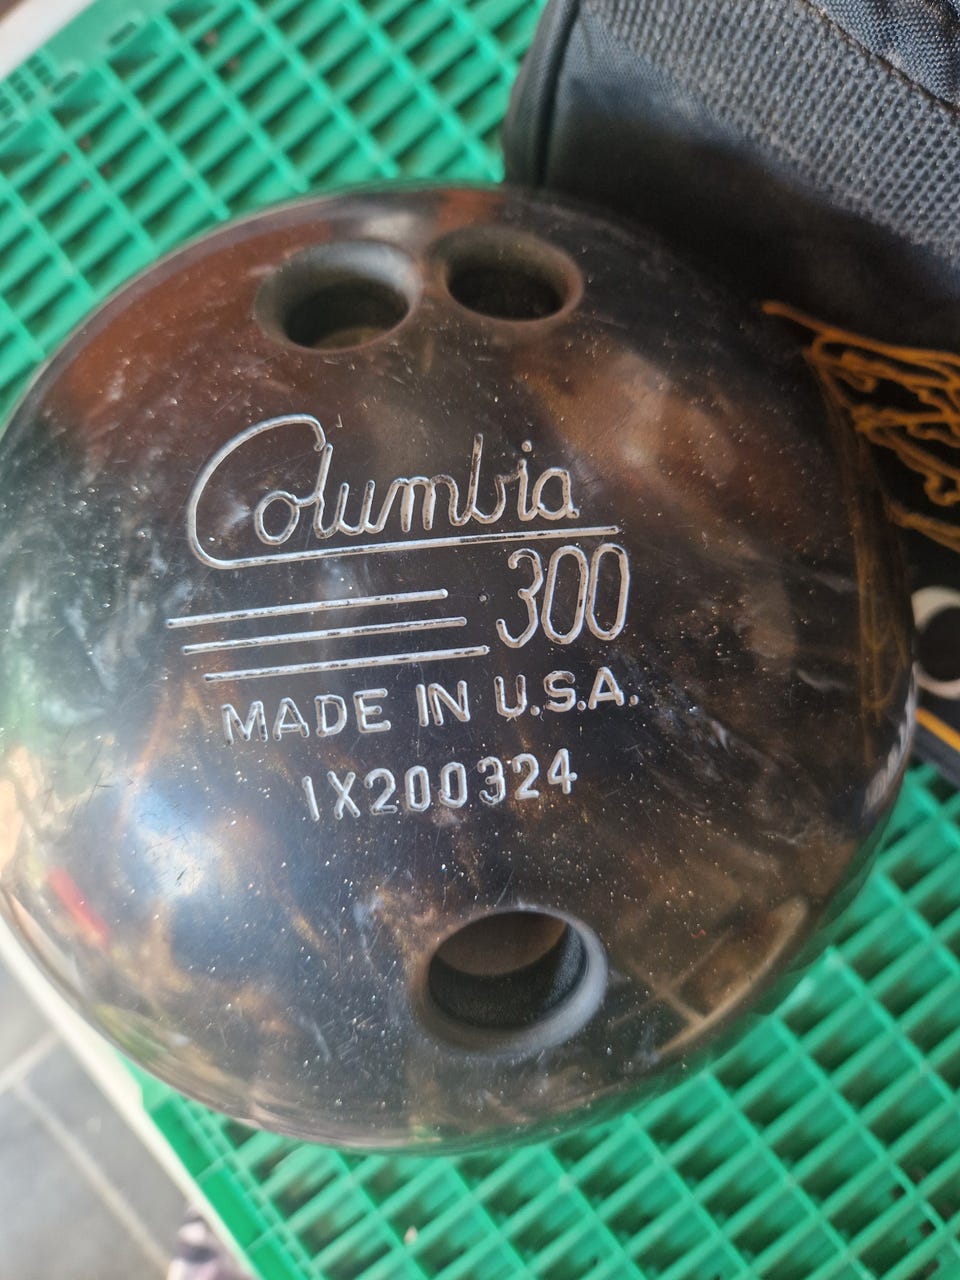 Columbia
300
MADE IN U.S.A.
1X200324